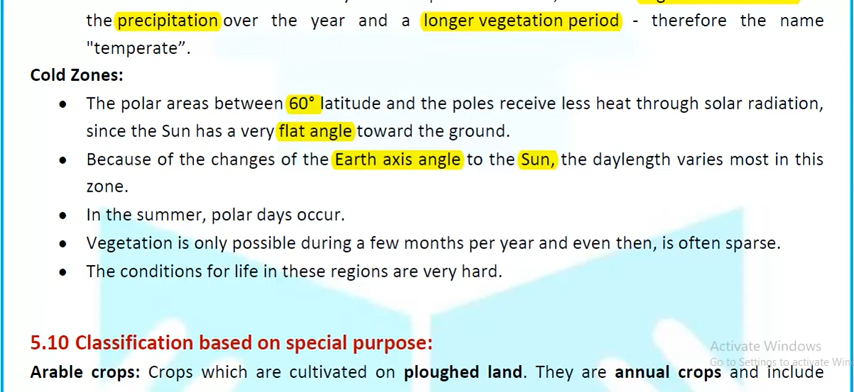 the precipitation over the year and a longer vegetation period - therefore the name
"temperate”.
Cold Zones:
• The polar areas between 60° latitude and the poles receive less heat through solar radiation,
since the Sun has a very flat angle toward the ground.
• Because of the changes of the Earth axis angle to the Sun, the daylength varies most in this
zone.
• In the summer, polar days occur.
• Vegetation is only possible during a few months per year and even then, is often sparse.
• The conditions for life in these regions are very hard.
5.10 Classification based on special purpose:
Activate Windows
Go to Settings to activate Win
Arable crops: Crops which are cultivated on ploughed land. They are annual crops and include